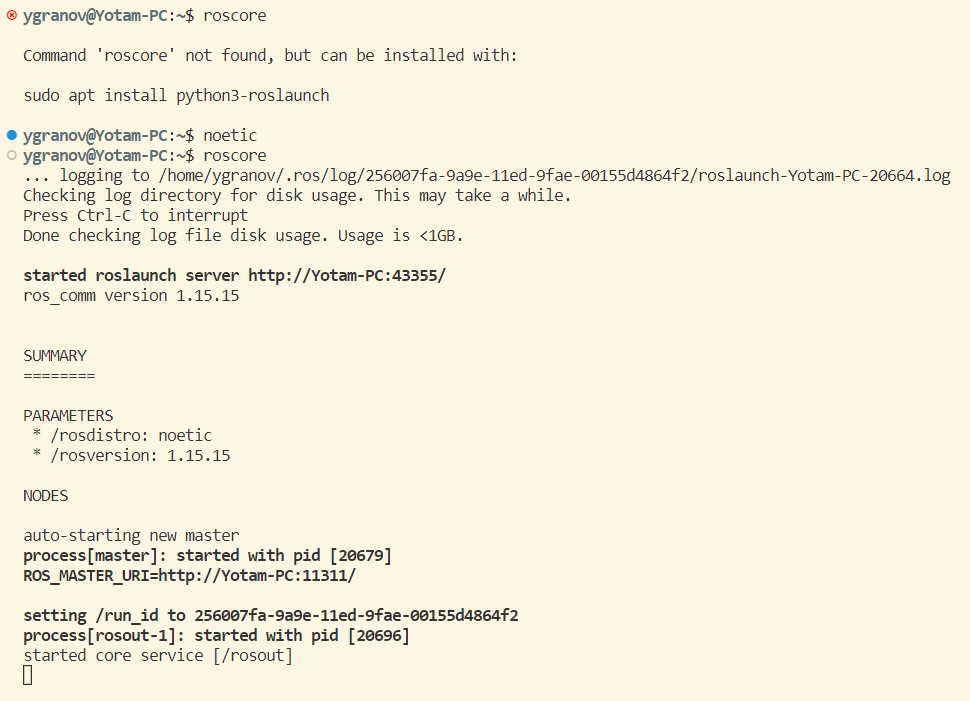 ygranov@Yotam-PC:~$ roscore
Command 'roscore' not found, but can be installed with:
sudo apt install python3-roslaunch
ygranov@Yotam-PC:~$ noetic
ygranov@Yotam-PC:~$ roscore
... logging to /home/ygranov/.ros/log/256007fa-9a9e-11ed-9fae-00155d4864f2/roslaunch-Yotam-PC-20664.log
Checking log directory for disk usage. This may take a while.
Press Ctrl-C to interrupt
Done checking log file disk usage. Usage is <1GB.
started roslaunch server http://Yotam-PC:43355/
ros_comm version 1.15.15
SUMMARY
========
PARAMETERS
* /rosdistro: noetic
* /rosversion: 1.15.15
NODES
auto-starting new master
process[master]: started with pid [20679]
ROS_MASTER_URI=http://Yotam-PC:11311/
setting /run_id to 256007fa-9a9e-11ed-9fae-00155d4864f2
process[rosout-1]: started with pid [20696]
started core service [/rosout]